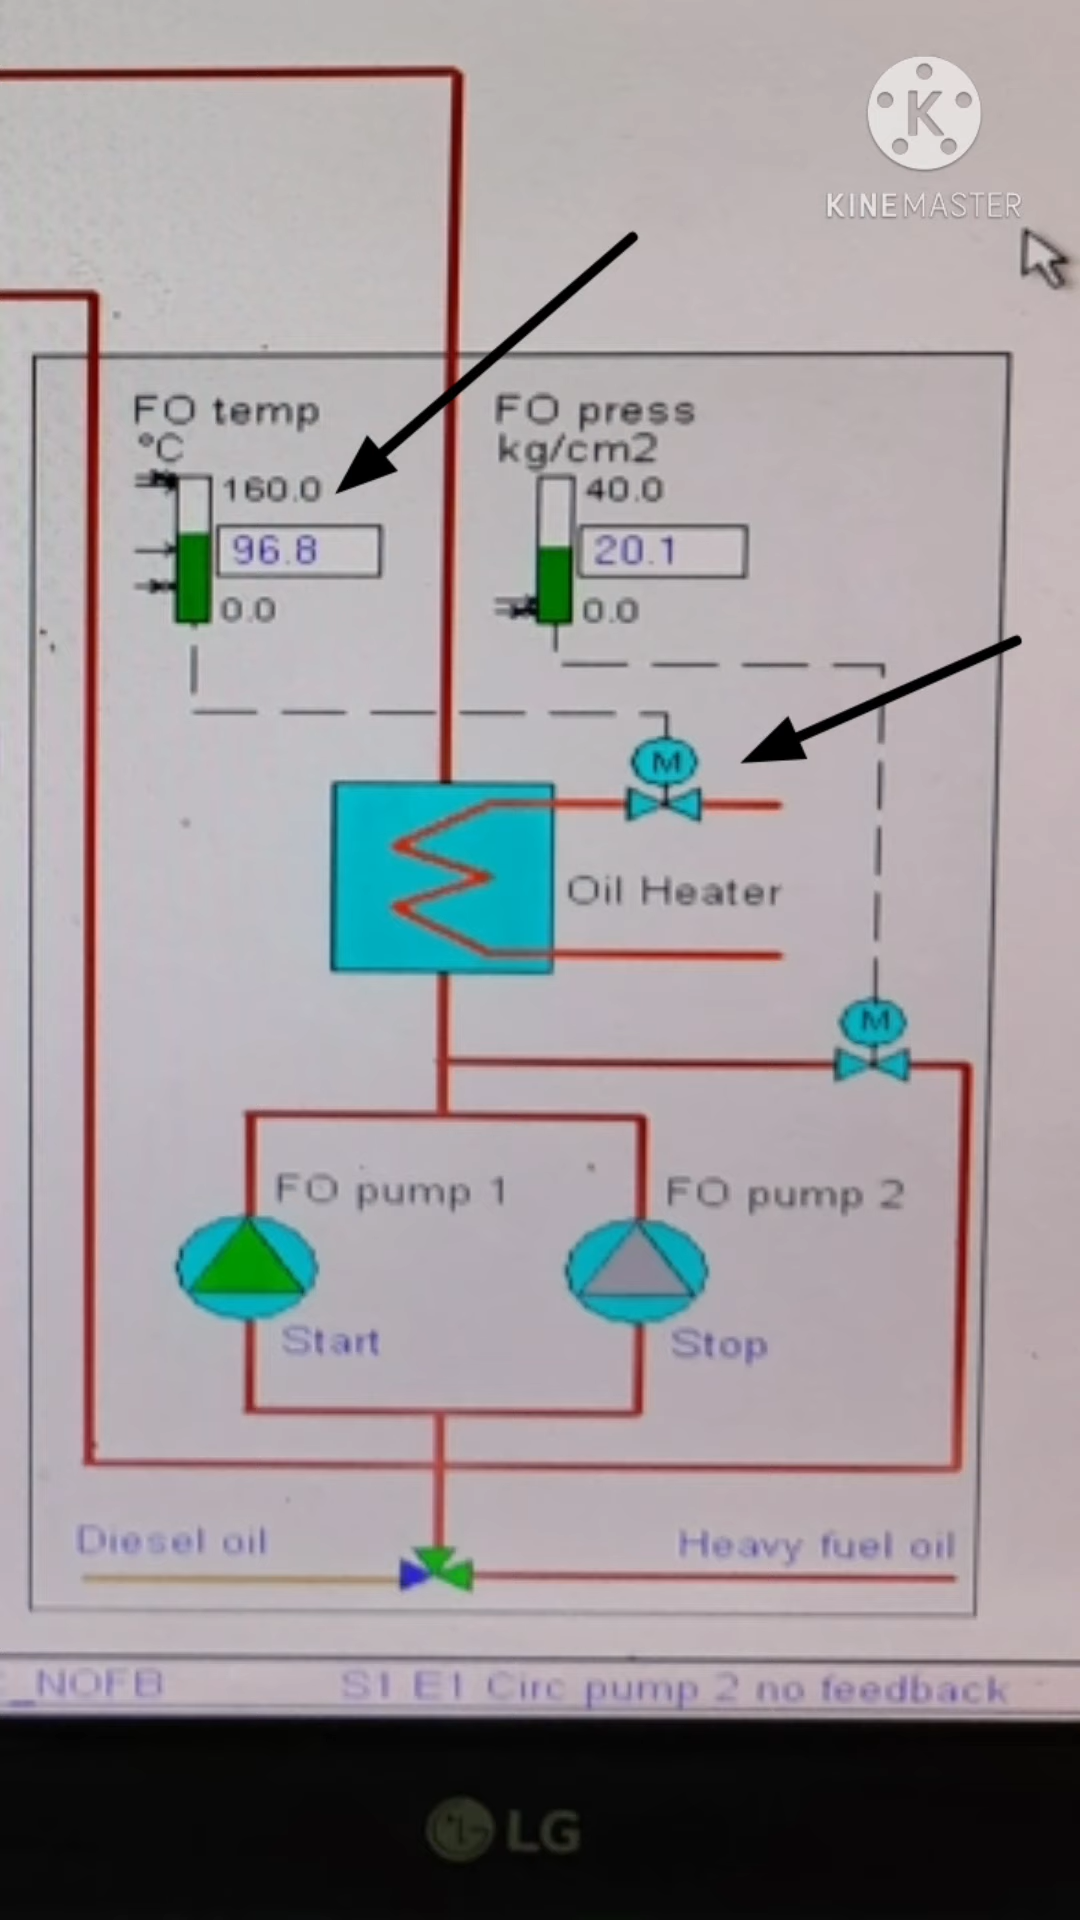 K
KINEMASTER
FO temp
°C
160.0
96.8
0.0
FO press
kg/cm2
40.0
20.1
0.0
M
Oil Heater
M
FO pump 1
FO pump 2
Start
Stop
Diesel oil
Heavy fuel oil
_NOFB
S1 E1 Circ pump 2 no feedback
LG